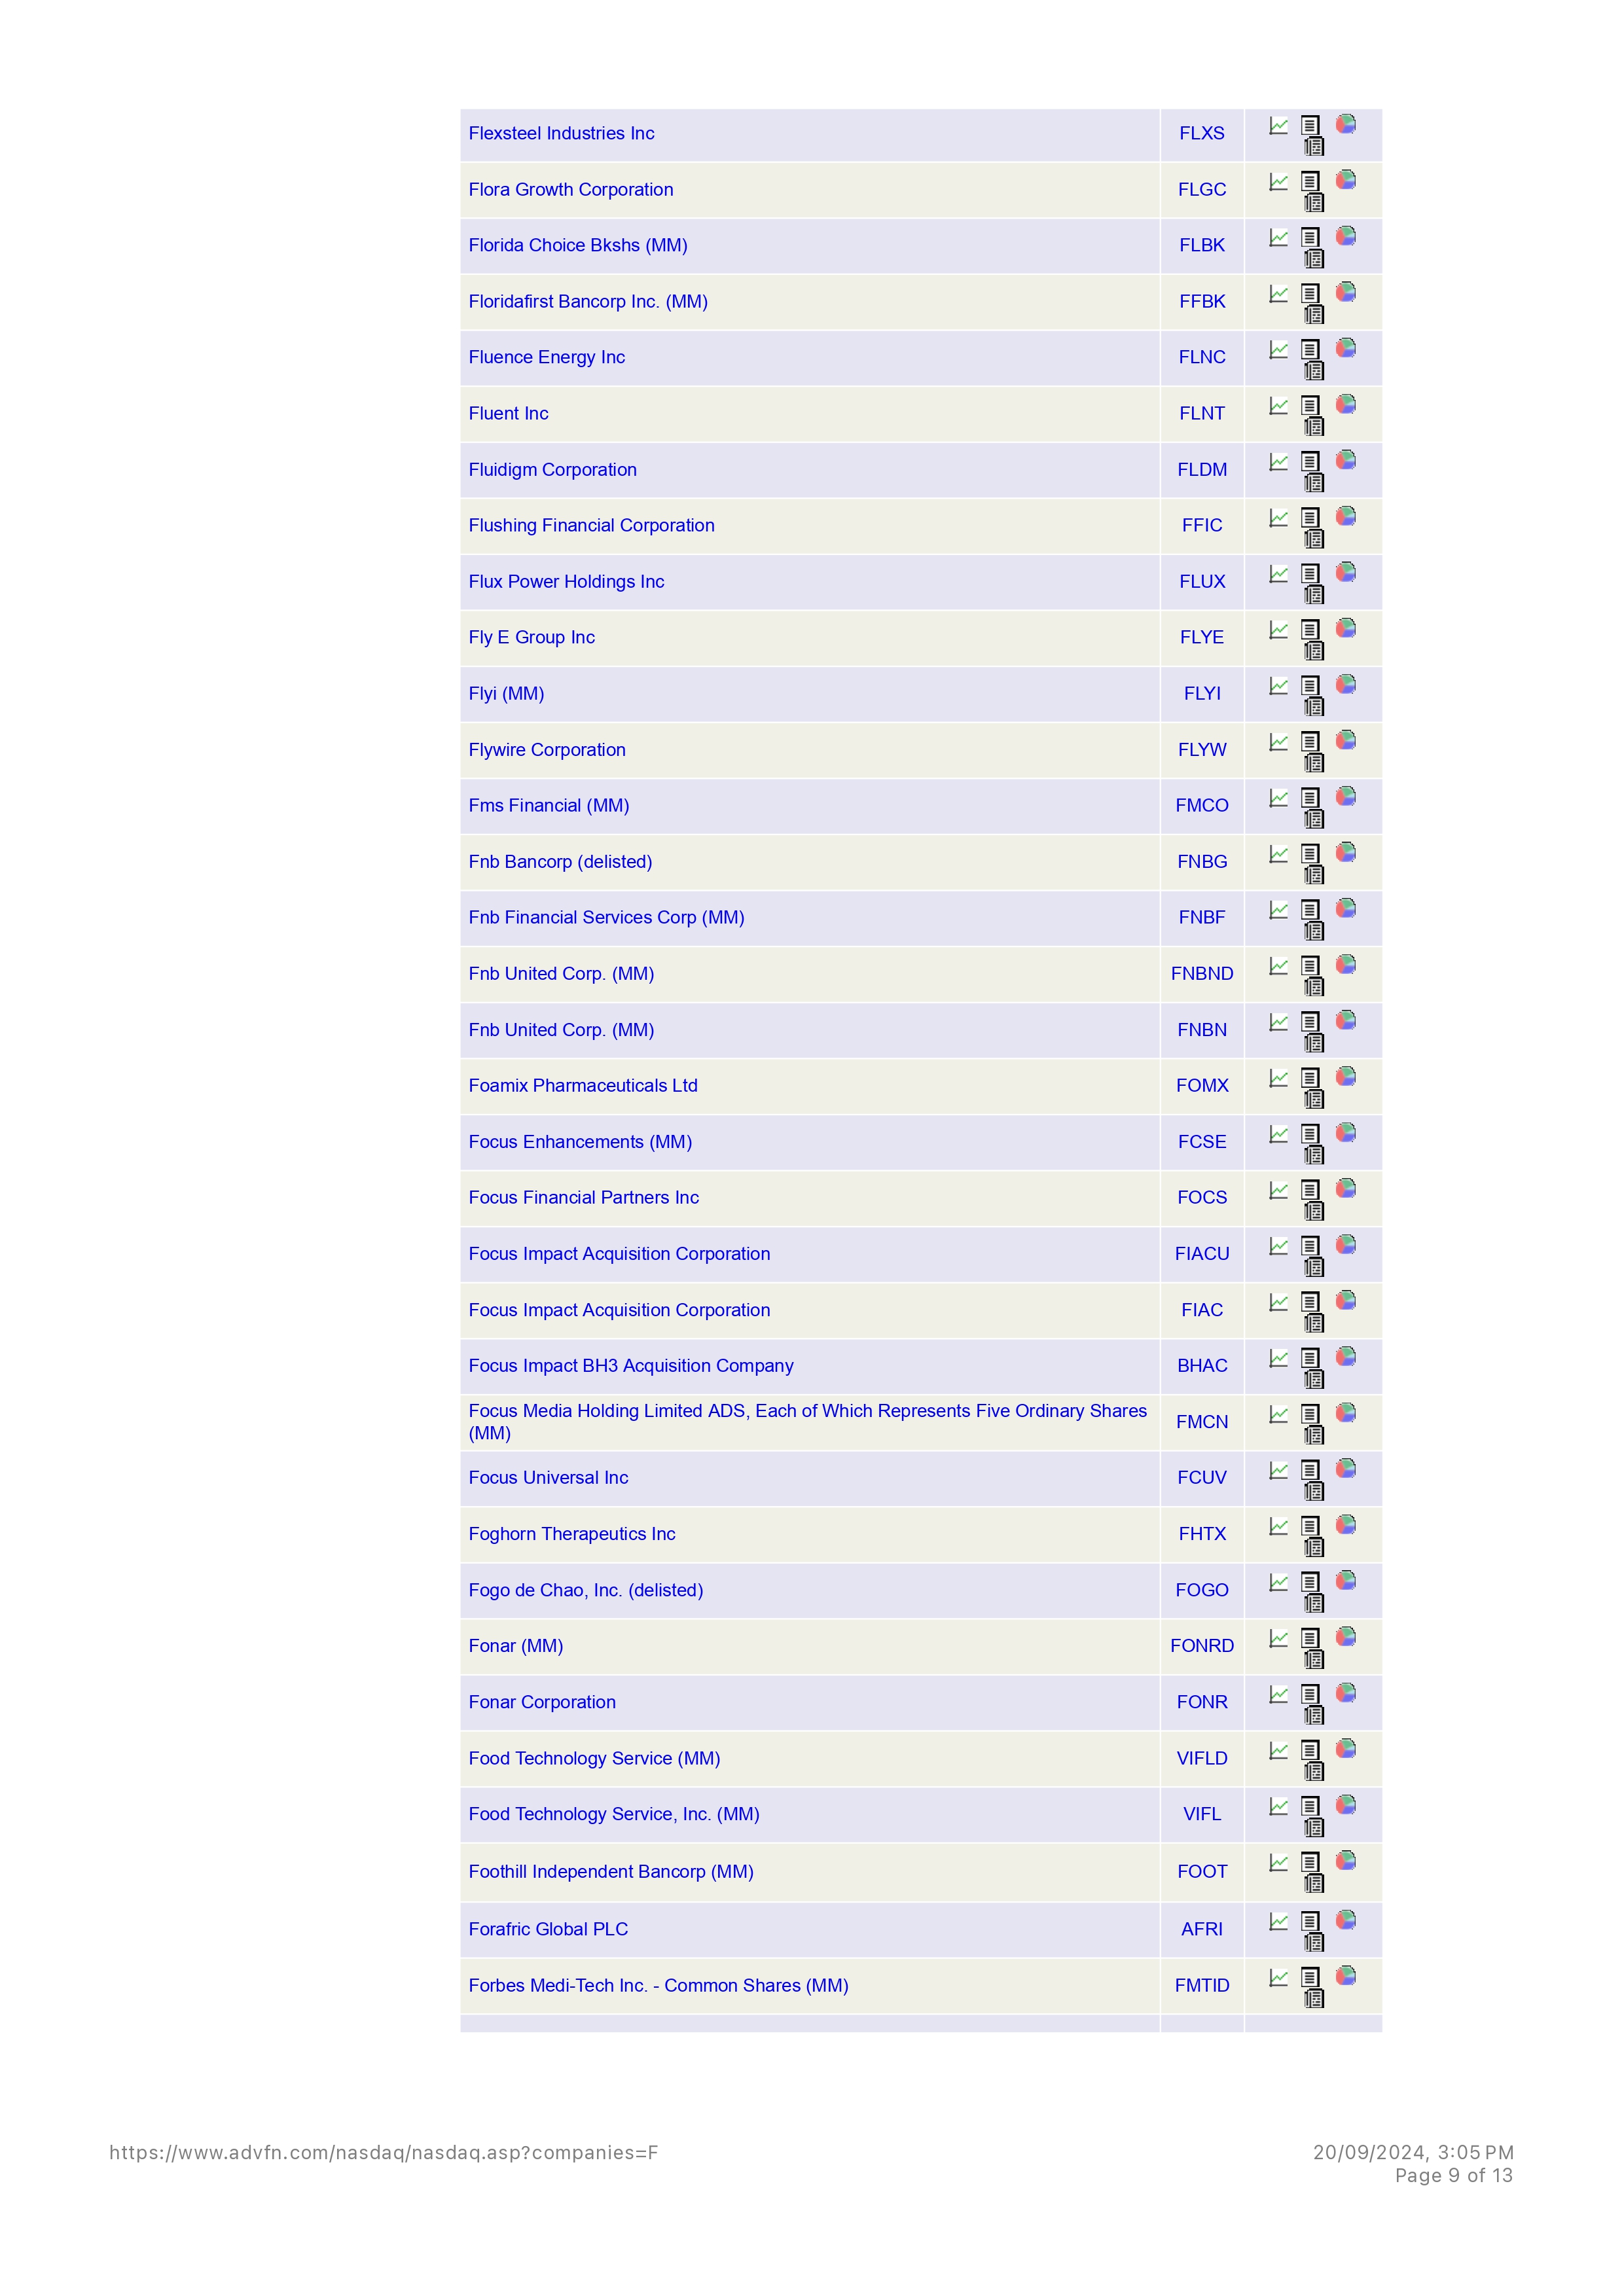 Flexsteel Industries Inc FLXS
Flora Growth Corporation FLGC
Florida Choice Bkshs (MM) FLBK
Floridafirst Bancorp Inc. (MM) FFBK
Fluence Energy Inc FLNC
Fluent Inc FLNT
Fluidigm Corporation FLDM
Flushing Financial Corporation FFIC
Flux Power Holdings Inc FLUX
Fly E Group Inc FLYE
Flyi (MM) FLYI
Flywire Corporation FLYW
Fms Financial (MM) FMCO
Fnb Bancorp (delisted) FNBG
Fnb Financial Services Corp (MM) FNBF
Fnb United Corp. (MM) FNBND
Fnb United Corp. (MM) FNBN
Foamix Pharmaceuticals Ltd FOMX
Focus Enhancements (MM) FCSE
Focus Financial Partners Inc FOCS
Focus Impact Acquisition Corporation FIACU
Focus Impact Acquisition Corporation FIAC
Focus Impact BH3 Acquisition Company BHAC
Focus Media Holding Limited ADS, Each of Which Represents Five Ordinary Shares
(MM) FMCN
Focus Universal Inc FCUV
Foghorn Therapeutics Inc FHTX
Fogo de Chao, Inc. (delisted) FOGO
Fonar (MM) FONRD
Fonar Corporation FONR
Food Technology Service (MM) VIFLD
Food Technology Service, Inc. (MM) VIFL
Foothill Independent Bancorp (MM) FOOT
Forafric Global PLC AFRI
Forbes Medi-Tech Inc. - Common Shares (MM) FMTID
https://www.advfn.com/nasdaq/nasdaq.asp?companies=F 20/09/2024, 3:05 PM
Page 9 of 13